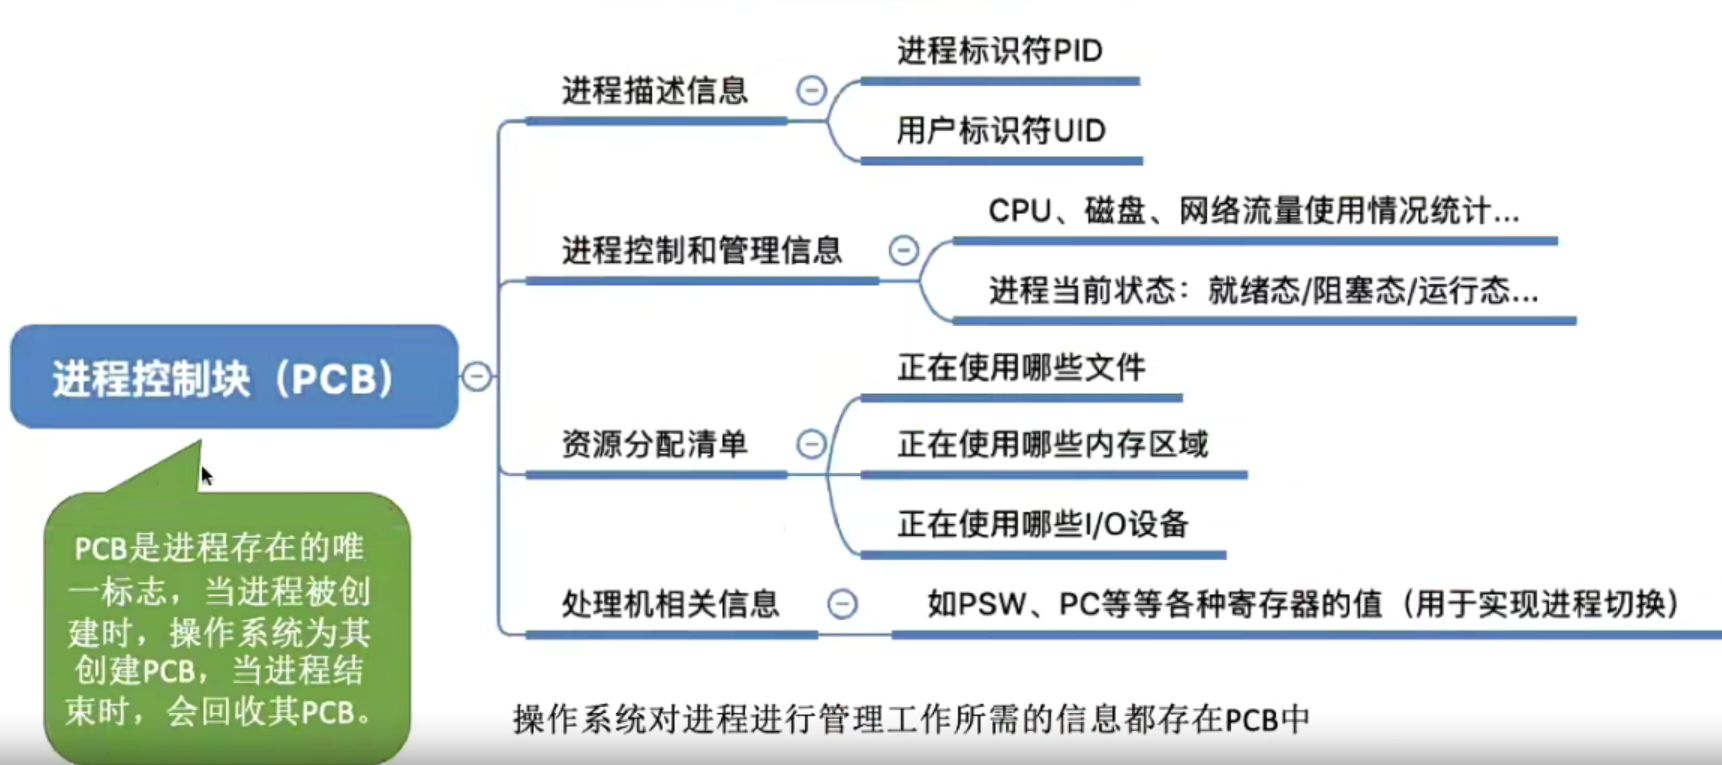 进程标识符PID
进程描述信息
用户标识符UID
CPU、磁盘、网络流量使用情况统计...
进程控制和管理信息
进程当前状态：就绪态/阻塞态/运行态...
进程控制块（PCB）
正在使用哪些文件
资源分配清单
正在使用哪些内存区域
正在使用哪些I/O设备
处理机相关信息
如PSW、PC等等各种寄存器的值（用于实现进程切换）
PCB是进程存在的唯
一标志，当进程被创
建时，操作系统为其
创建PCB，当进程结
束时，会回收其PCB。
操作系统对进程进行管理工作所需的信息都存在PCB中